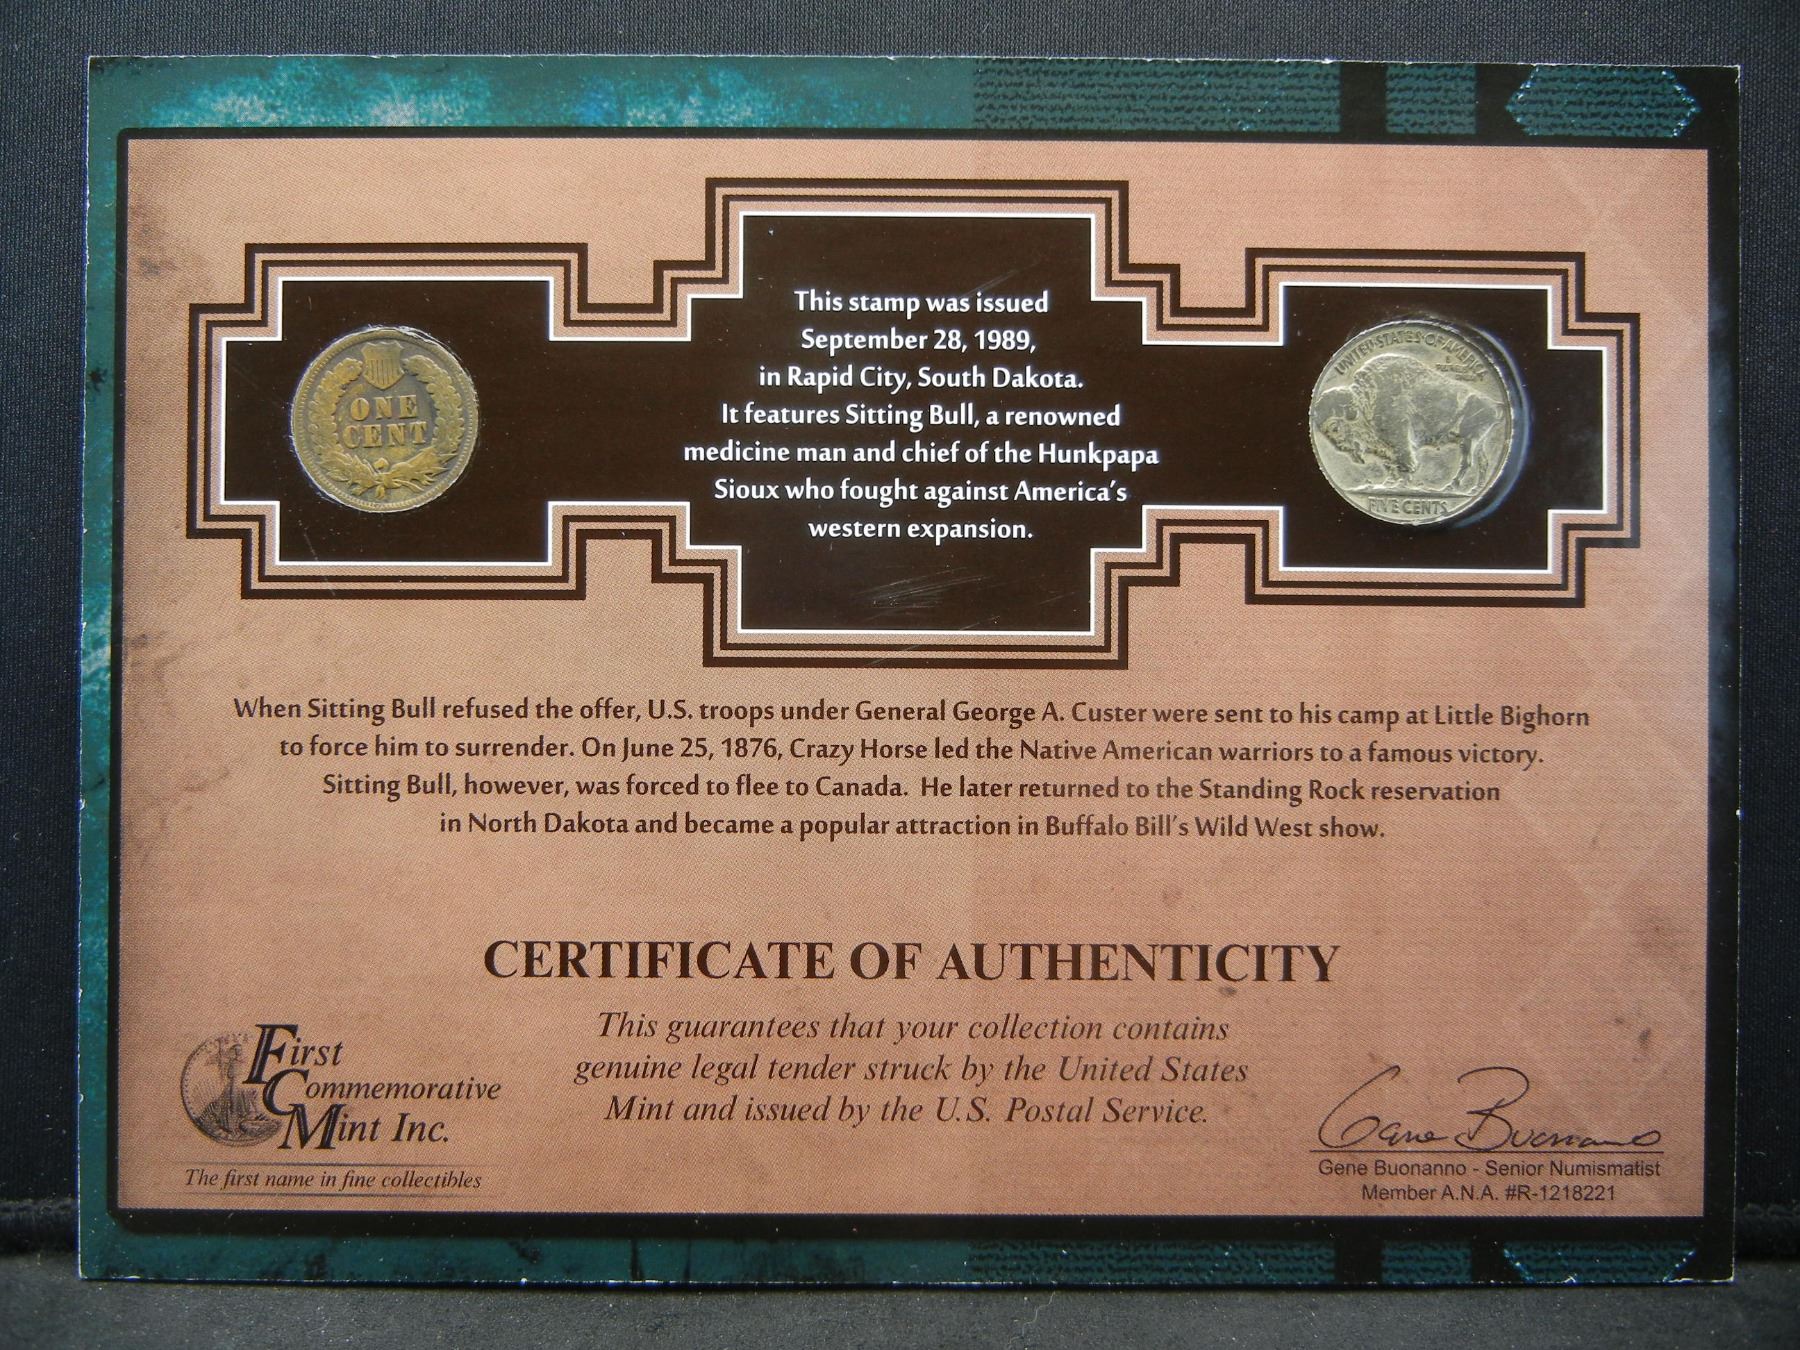 ONE
CENT
This stamp was issued
September 28, 1989,
in Rapid City, South Dakota.
It features Sitting Bull, a renowned
medicine man and chief of the Hunkpapa
Sioux who fought against America's
western expansion.
UNITED STATES OF AMERICA
FIVE CENTS
When Sitting Bull refused the offer, U.S. troops under General George A. Custer were sent to his camp at Little Bighorn
to force him to surrender. On June 25, 1876, Crazy Horse led the Native American warriors to a famous victory.
Sitting Bull, however, was forced to flee to Canada. He later returned to the Standing Rock reservation
in North Dakota and became a popular attraction in Buffalo Bill's Wild West show.
CERTIFICATE OF AUTHENTICITY
This guarantees that your collection contains
genuine legal tender struck by the United States
Mint and issued by the U.S. Postal Service.
First
Commemorative
Mint Inc.
The first name in fine collectibles
Gene Buonanno
Gene Buonanno - Senior Numismatist
Member A.N.A. #R-1218221